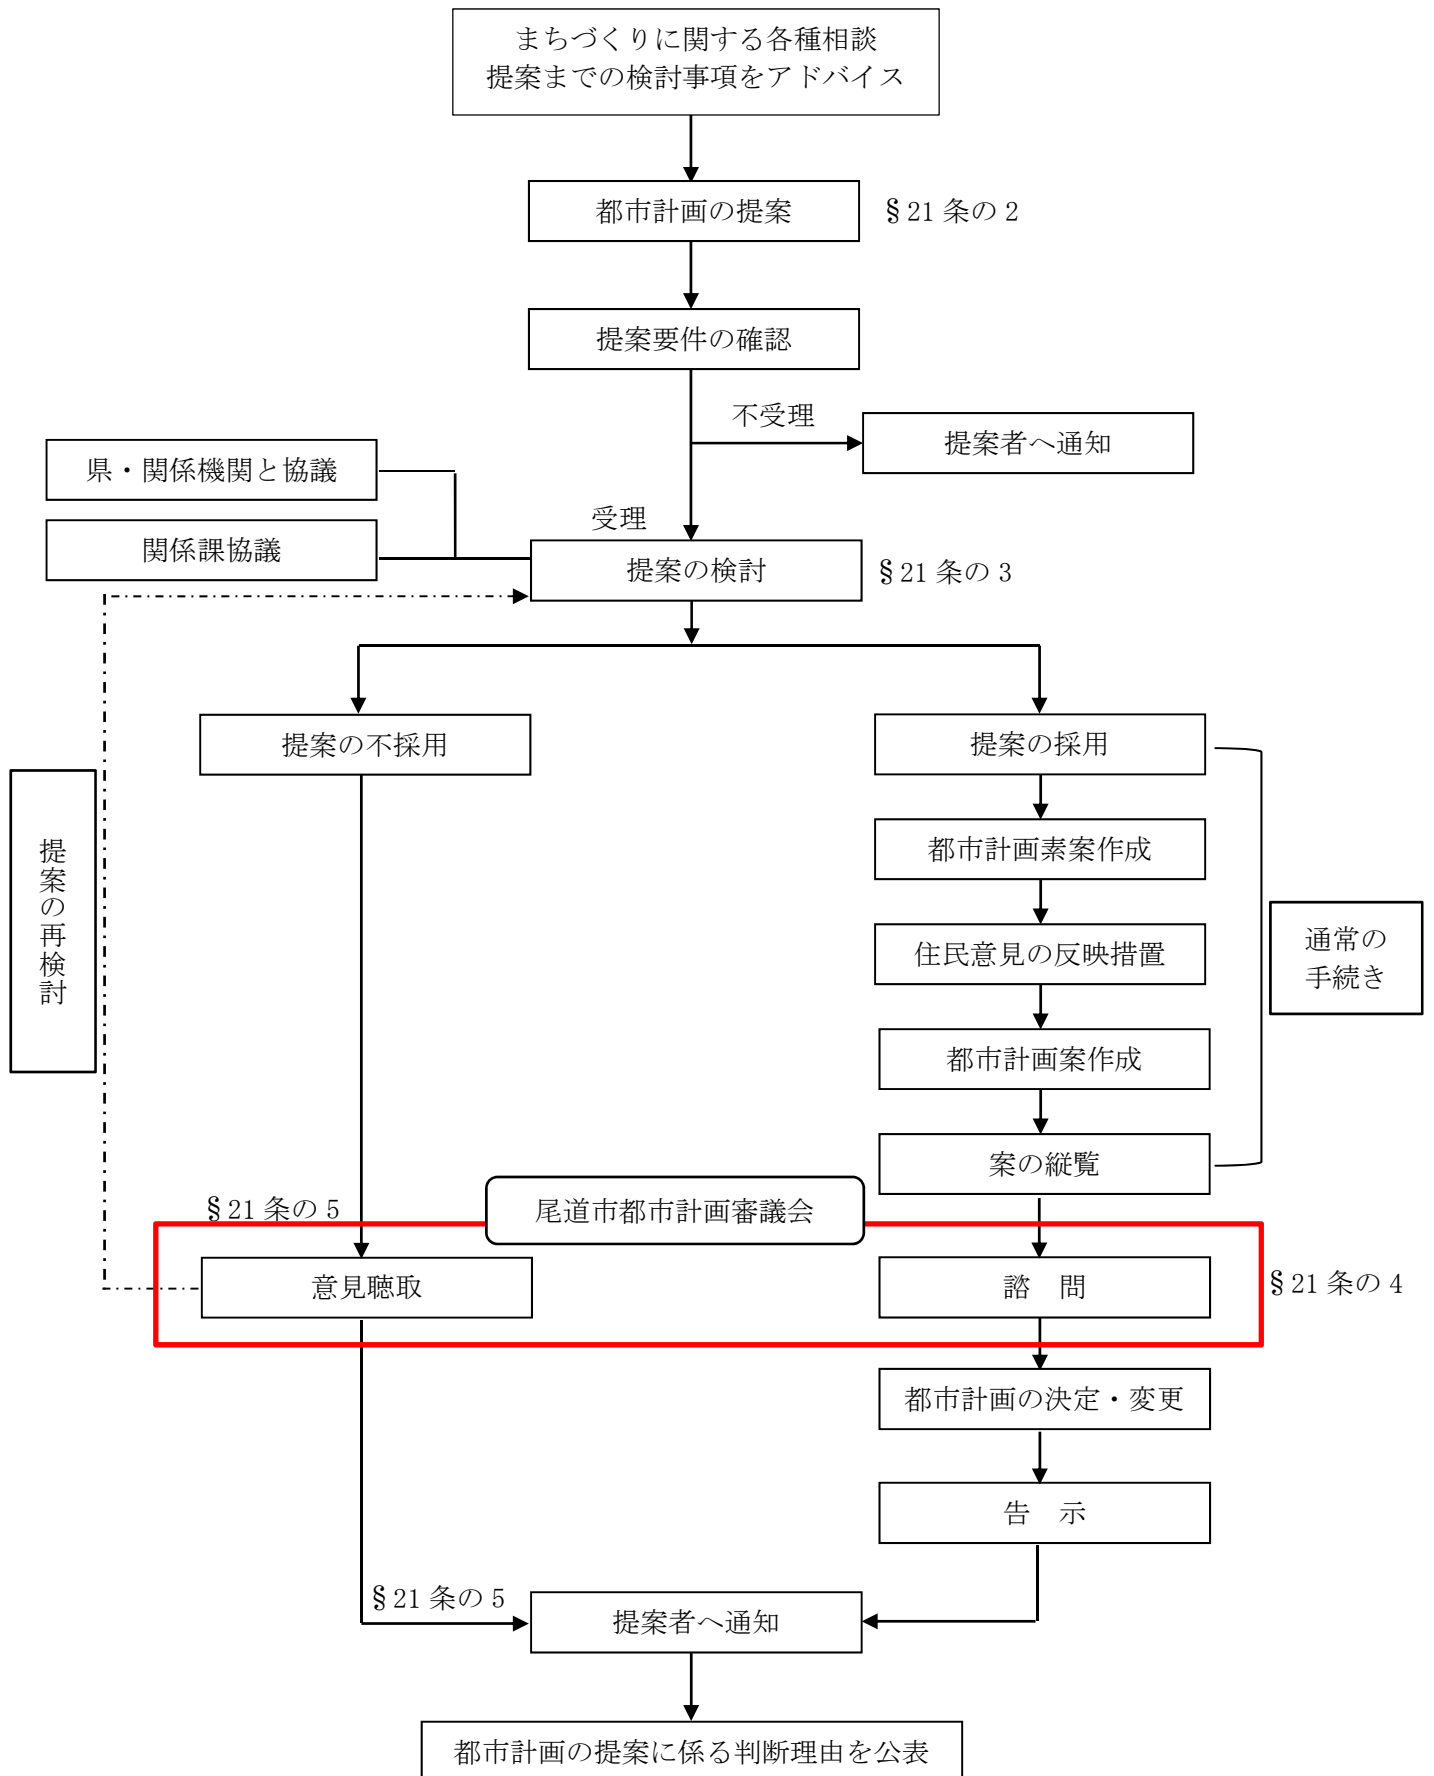 まちづくりに関する各種相談
提案までの検討事項をアドバイス
都市計画の提案
§21条の2
提案要件の確認
不受理
提案者へ通知
県・関係機関と協議
関係課協議
受理
提案の検討
§21条の3
提案の不採用
提案の採用
都市計画素案作成
提案の再検討
住民意見の反映措置
通常の
手続き
都市計画案作成
案の縦覧
§21条の5
尾道市都市計画審議会
意見聴取
諮　問
§21条の4
都市計画の決定・変更
告　示
§21条の5
提案者へ通知
都市計画の提案に係る判断理由を公表